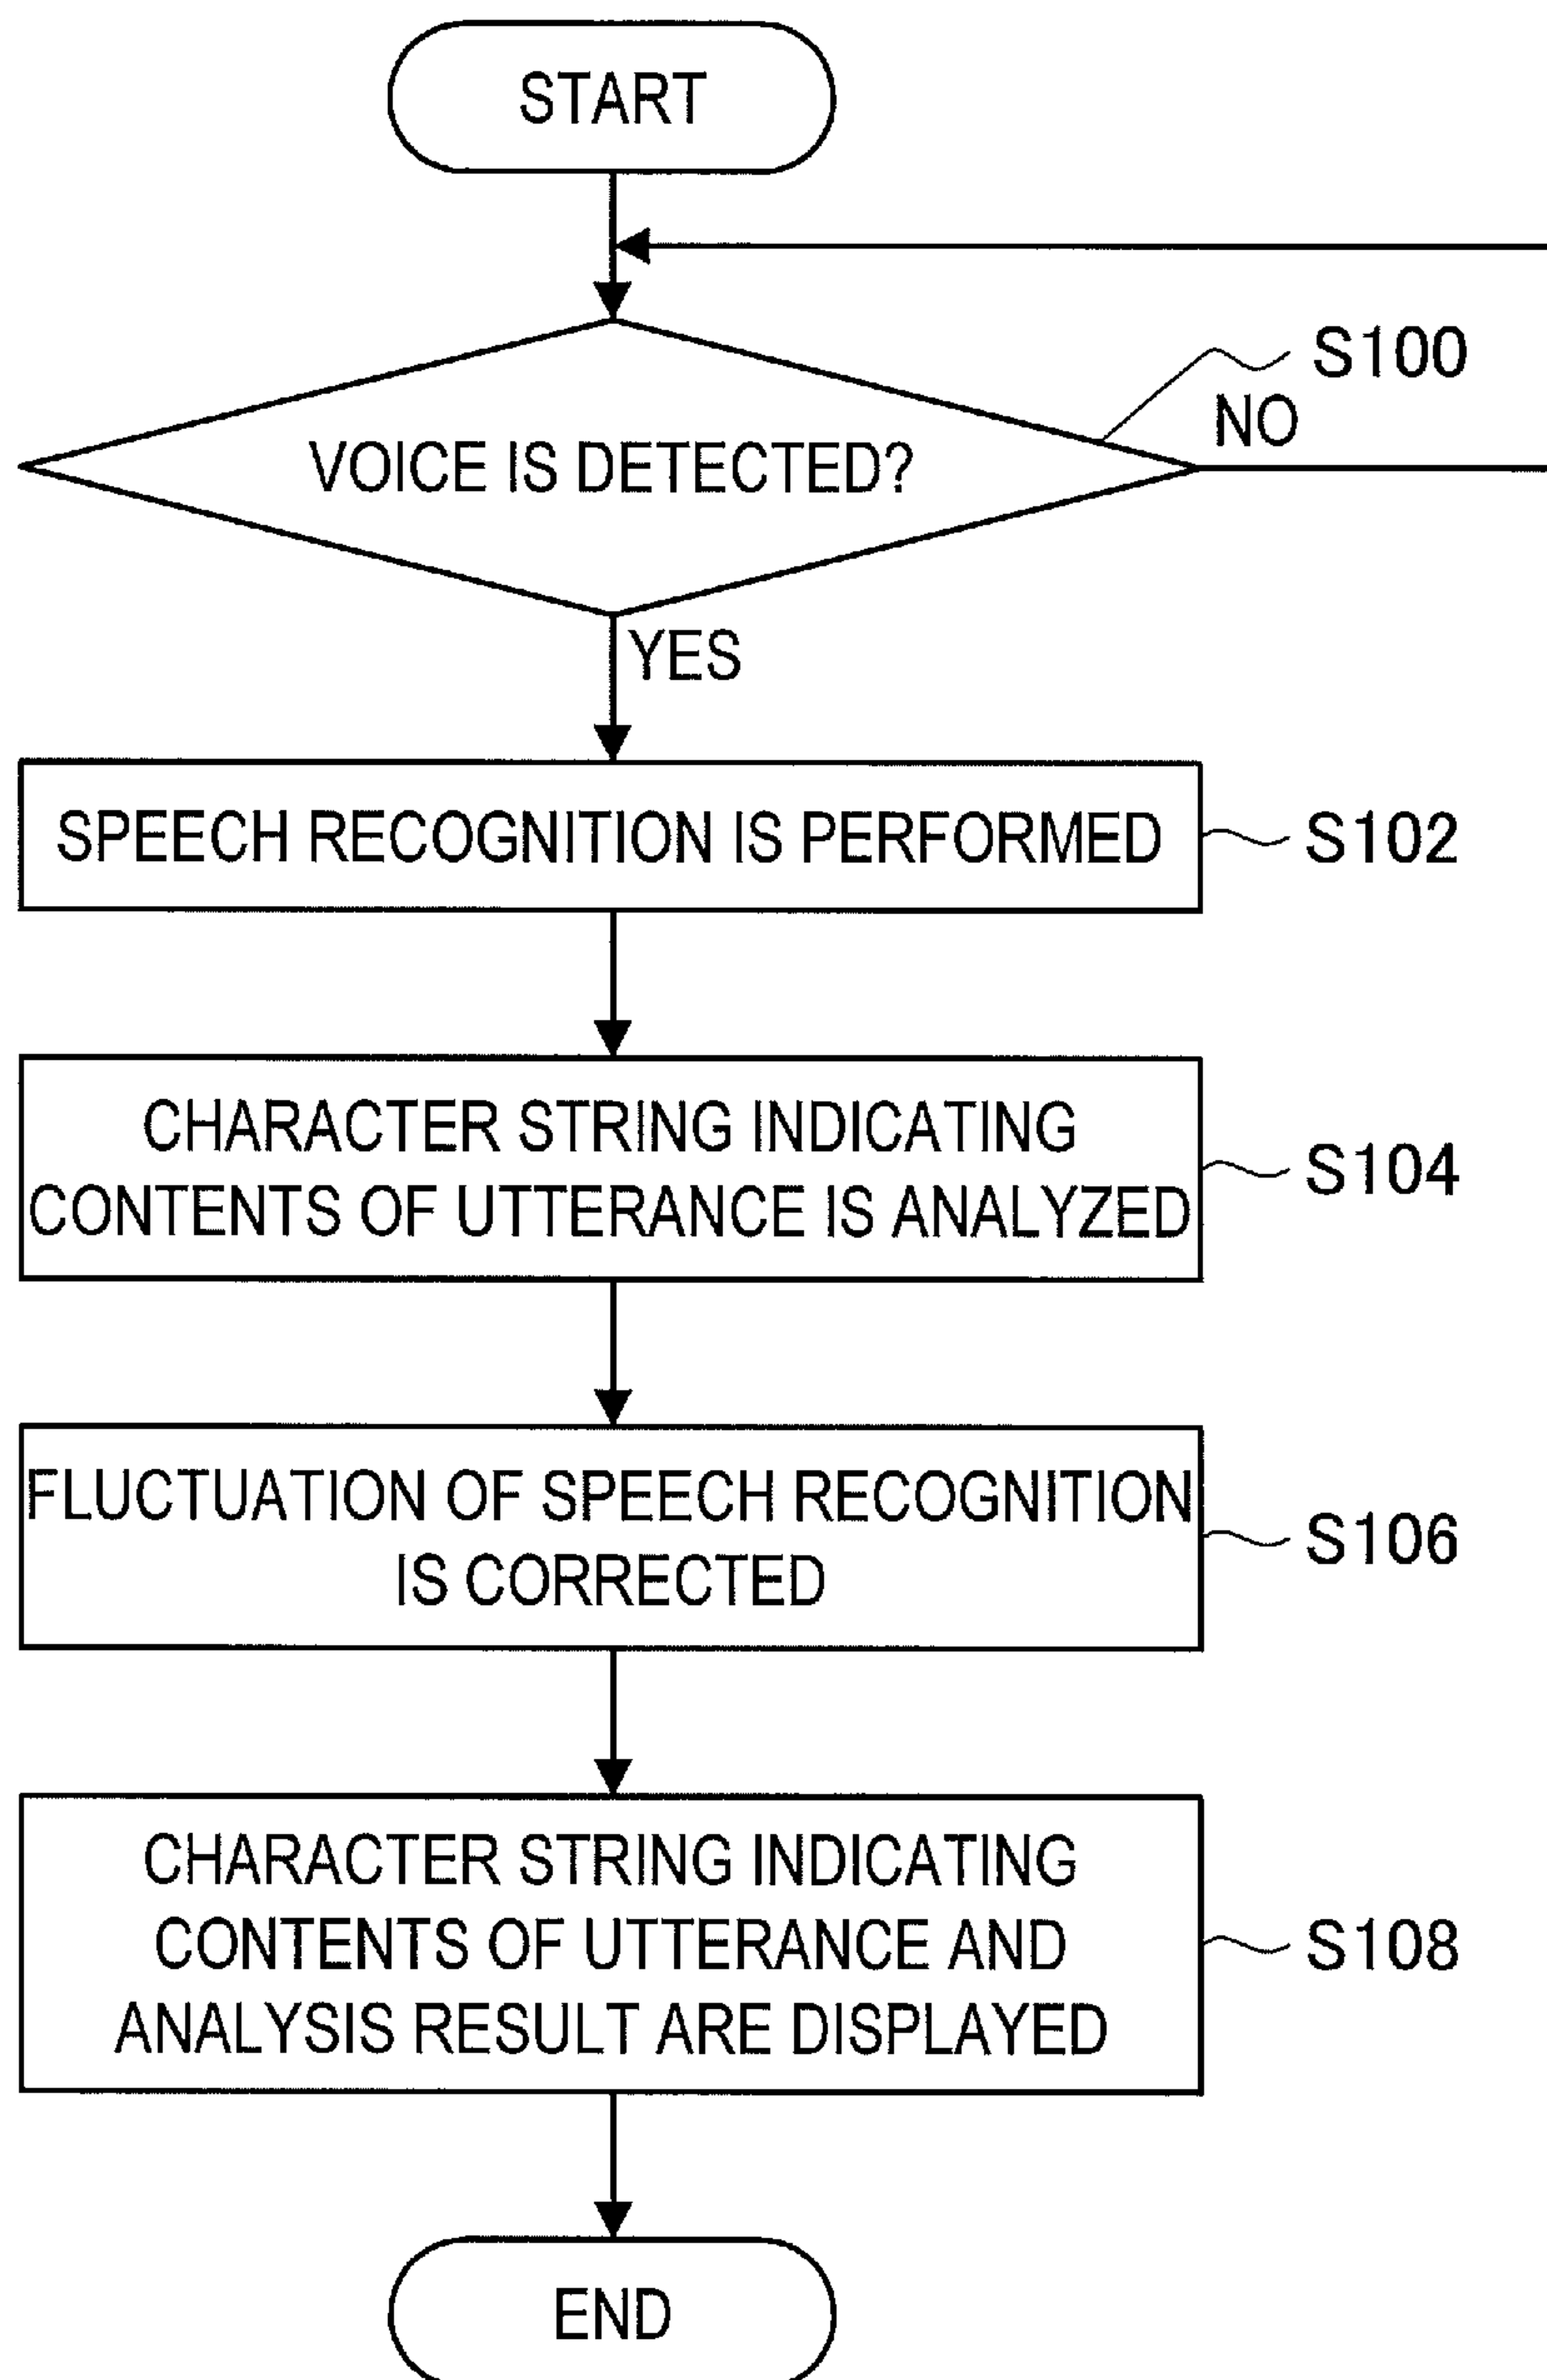 START
S100
NO
VOICE IS DETECTED?
YES
SPEECH RECOGNITION IS PERFORMED
S102
CHARACTER STRING INDICATING
CONTENTS OF UTTERANCE IS ANALYZED
S104
FLUCTUATION OF SPEECH RECOGNITION
IS CORRECTED
S106
CHARACTER STRING INDICATING
CONTENTS OF UTTERANCE AND
ANALYSIS RESULT ARE DISPLAYED
S108
END